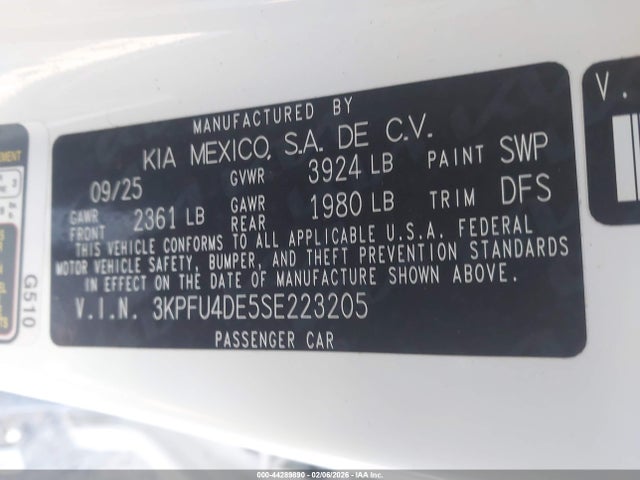 MANUFACTURED BY
KIA MEXICO, S.A. DE C.V.
09/25 GVWR 3924 LB PAINT SWP
GAWR FRONT 2361 LB GAWR REAR 1980 LB TRIM DFS
THIS VEHICLE CONFORMS TO ALL APPLICABLE U.S.A. FEDERAL
MOTOR VEHICLE SAFETY, BUMPER, AND THEFT PREVENTION STANDARDS
IN EFFECT ON THE DATE OF MANUFACTURE SHOWN ABOVE.
V.I.N. 3KPFU4DE5SE223205
PASSENGER CAR
G510
V.
000-44289890 - 02/06/2026 - IAA Inc.